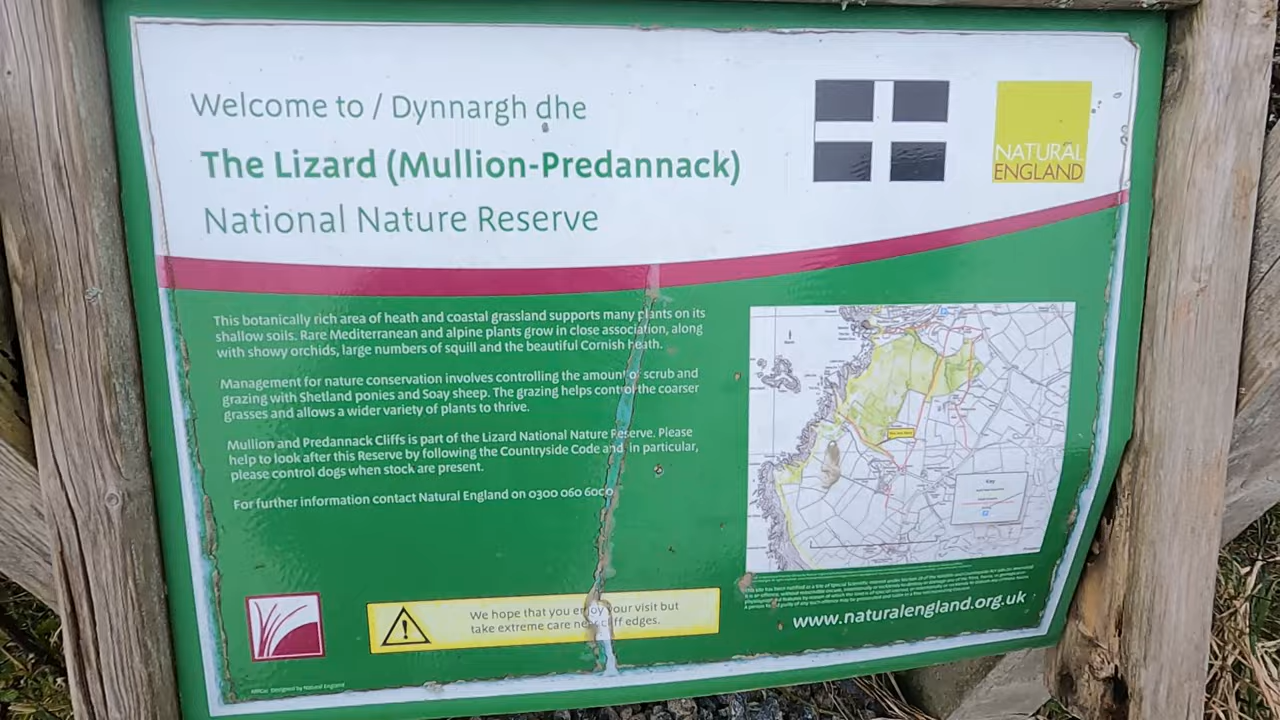 Welcome to / Dynnargh dhe
The Lizard (Mullion-Predannack)
National Nature Reserve
NATURAL
ENGLAND
This botanically rich area of heath and coastal grassland supports many plants on its
shallow soils. Rare Mediterranean and alpine plants grow in close association, along
with showy orchids, large numbers of squill and the beautiful Cornish heath.
Management for nature conservation involves controlling the amount of scrub and
grazing with Shetland ponies and Soay sheep. The grazing helps control the coarser
grasses and allows a wider variety of plants to thrive.
Mullion and Predannack Cliffs is part of the Lizard National Nature Reserve. Please
help to look after this Reserve by following the Countryside Code and, in particular,
please control dogs when stock are present.
For further information contact Natural England on 0300 060 6000
Key
We hope that you enjoy your visit but
take extreme care near cliff edges.
www.naturalengland.org.uk
Designed by Natural England